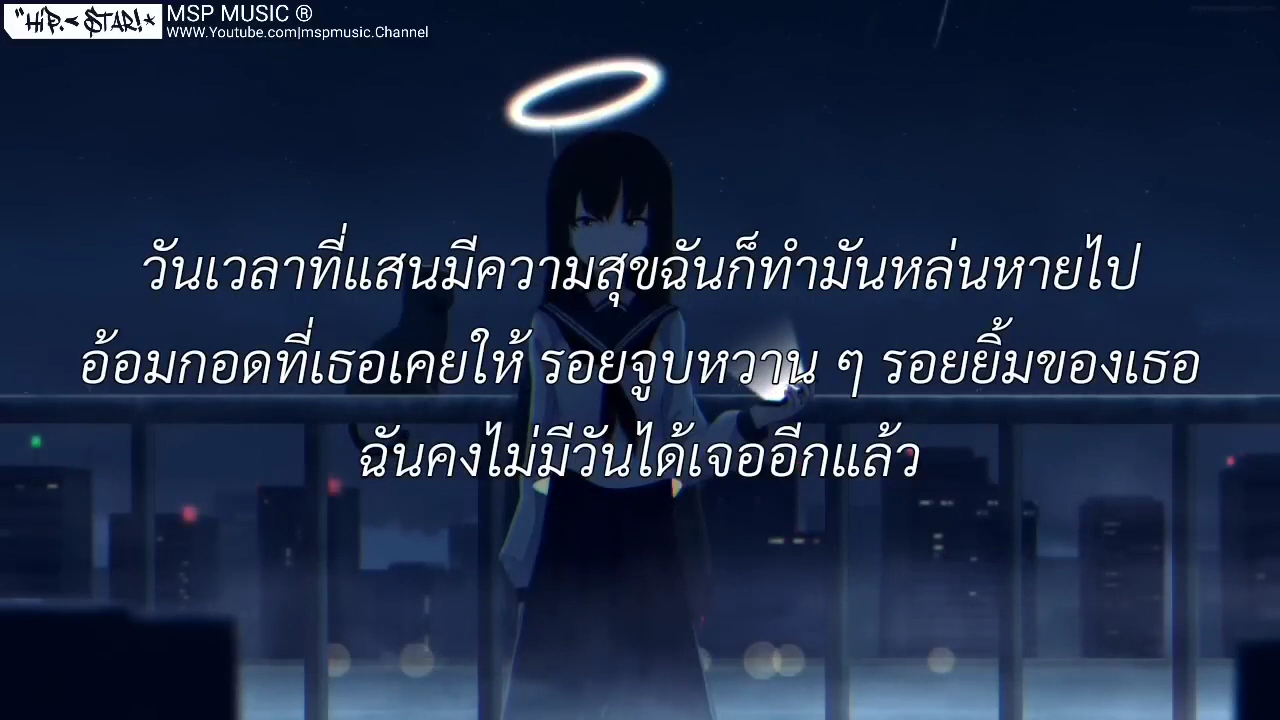 "HiP.< STAR!*
MSP MUSIC ®
WWW.Youtube.com|mspmusic.Channel
วันเวลาที่แสนมีความสุขฉันก็ทำมันหล่นหายไป
อ้อมกอดที่เธอเคยให้ รอยจูบหวาน ๆ รอยยิ้มของเธอ
ฉันคงไม่มีวันได้เจออีกแล้ว